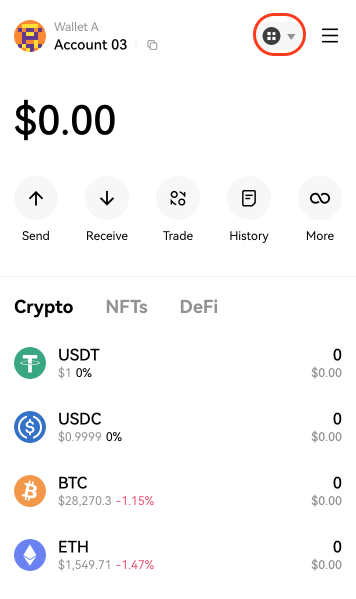 Wallet A
Account 03
$0.00
Send
Receive
Trade
History
More
Crypto
NFTs
DeFi
USDT
0
$1 0%
$0.00
USDC
0
$0.9999 0%
$0.00
BTC
0
$28,270.3 -1.15%
$0.00
ETH
0
$1,549.71 -1.47%
$0.00